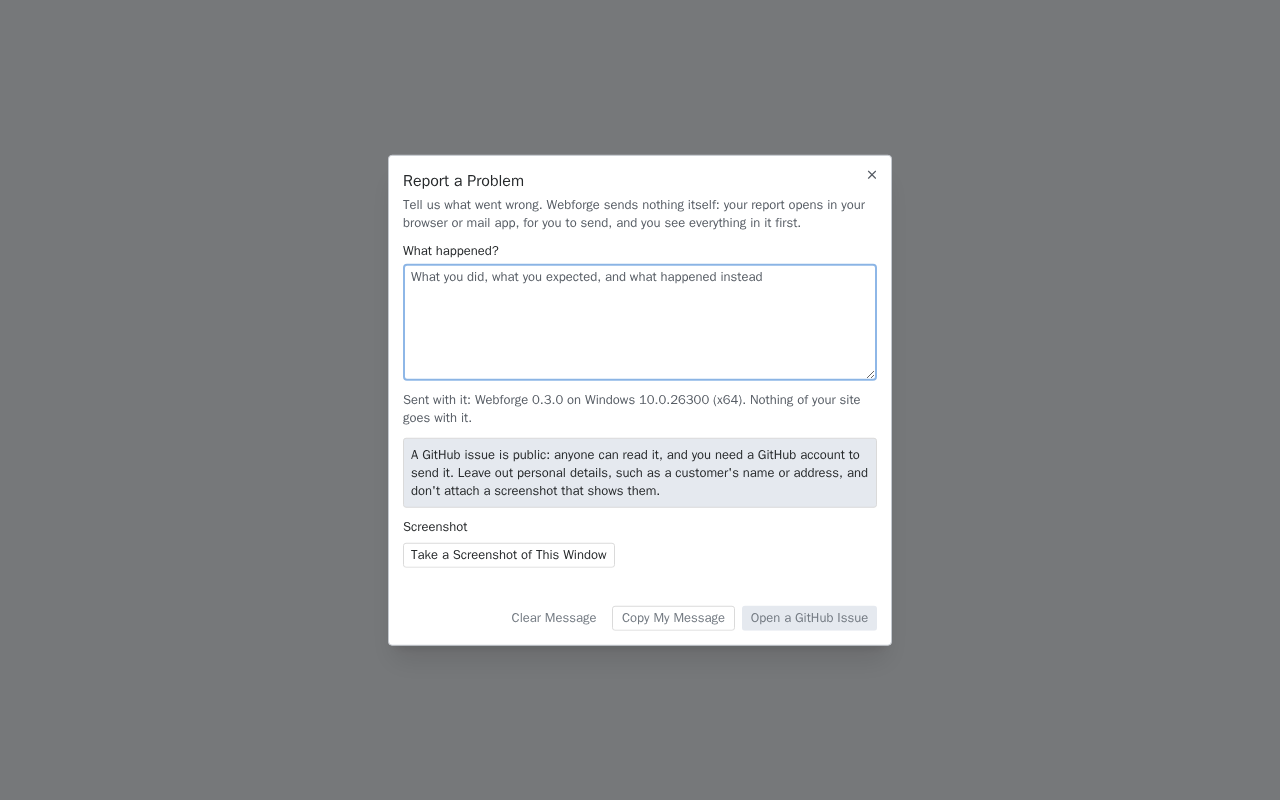 Report a Problem
Tell us what went wrong. Webforge sends nothing itself: your report opens in your
browser or mail app, for you to send, and you see everything in it first.
What happened?
What you did, what you expected, and what happened instead
Sent with it: Webforge 0.3.0 on Windows 10.0.26300 (x64). Nothing of your site
goes with it.
A GitHub issue is public: anyone can read it, and you need a GitHub account to
send it. Leave out personal details, such as a customer's name or address, and
don't attach a screenshot that shows them.
Screenshot
Take a Screenshot of This Window
Clear Message
Copy My Message
Open a GitHub Issue